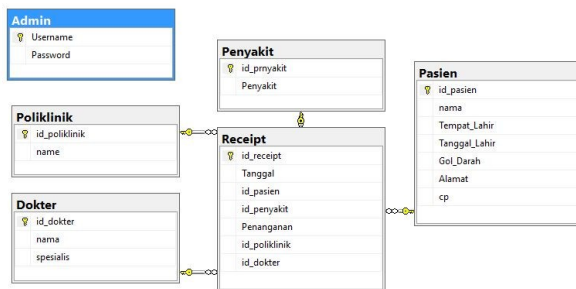 Admin
Username
Password
Penyakit
id_prnyakit
Penyakit
Pasien
id_pasien
nama
Tempat_Lahir
Tanggal_Lahir
Gol_Darah
Alamat
cp
Poliklinik
id_poliklinik
name
Receipt
id_receipt
Tanggal
id_pasien
id_penyakit
Penanganan
id_poliklinik
id_dokter
Dokter
id_dokter
nama
spesialis